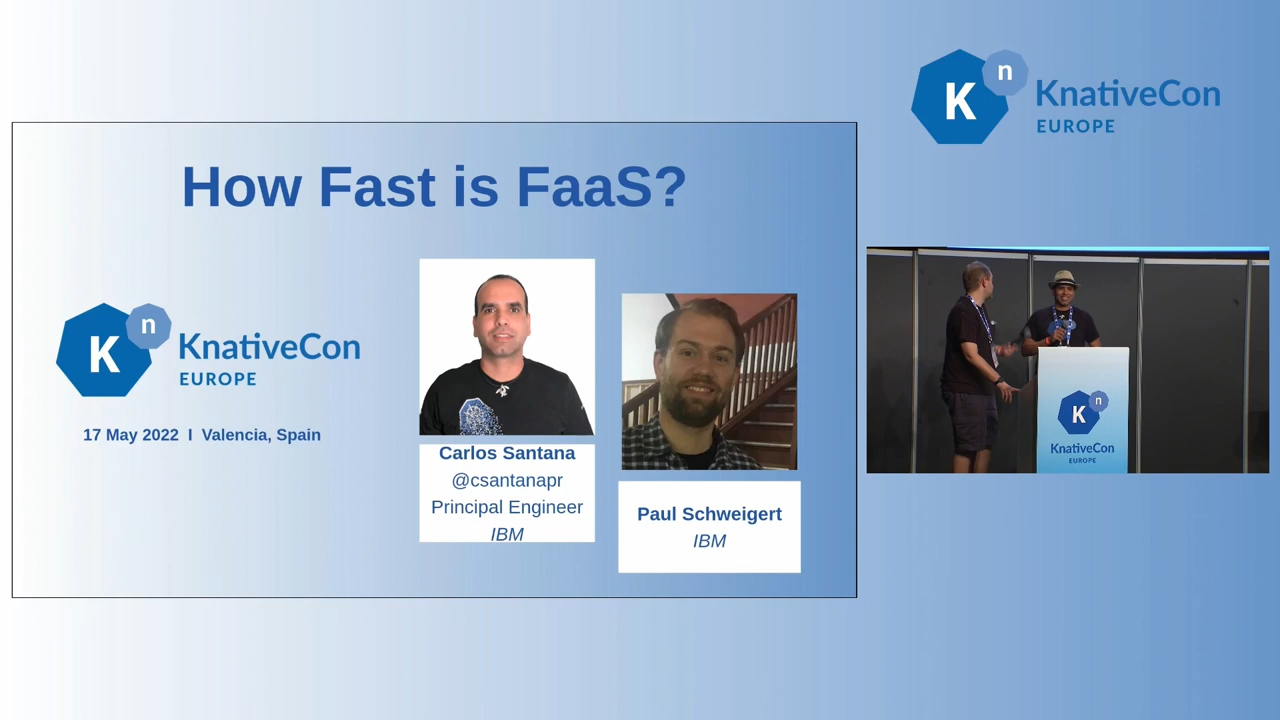 K n KnativeCon
EUROPE
How Fast is FaaS?
K n KnativeCon
EUROPE
17 May 2022 I Valencia, Spain
Carlos Santana
@csantanapr
Principal Engineer
IBM
Paul Schweigert
IBM
K n
KnativeCon
EUROPE